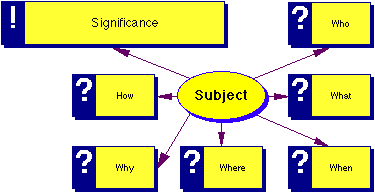 ! Significance
? Who
? How
Subject
? What
? Why
? Where
? When